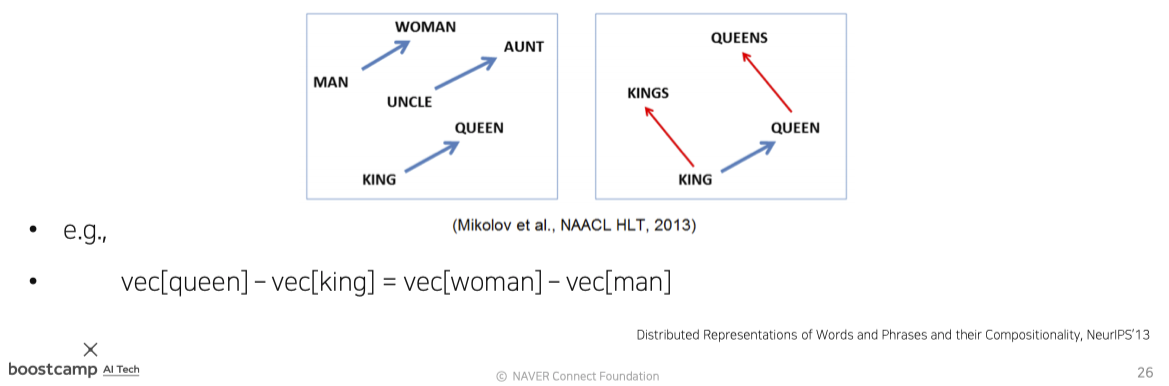 WOMAN
AUNT
MAN
UNCLE
QUEEN
KING
QUEENS
KINGS
QUEEN
KING
(Mikolov et al., NAACL HLT, 2013)
• e.g.,
• vec[queen] – vec[king] = vec[woman] – vec[man]
Distributed Representations of Words and Phrases and their Compositionality, NeurIPS'13
boostcamp AI Tech
© NAVER Connect Foundation
26